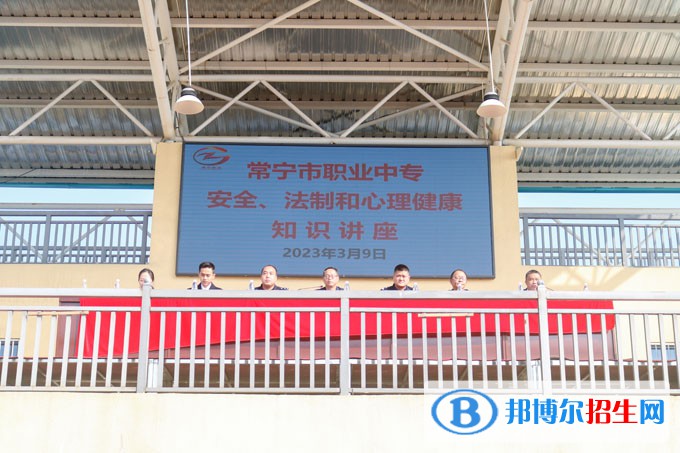 常宁市职业中专
安全、法制和心理健康
知识讲座
2023年3月9日
邦博尔招生网